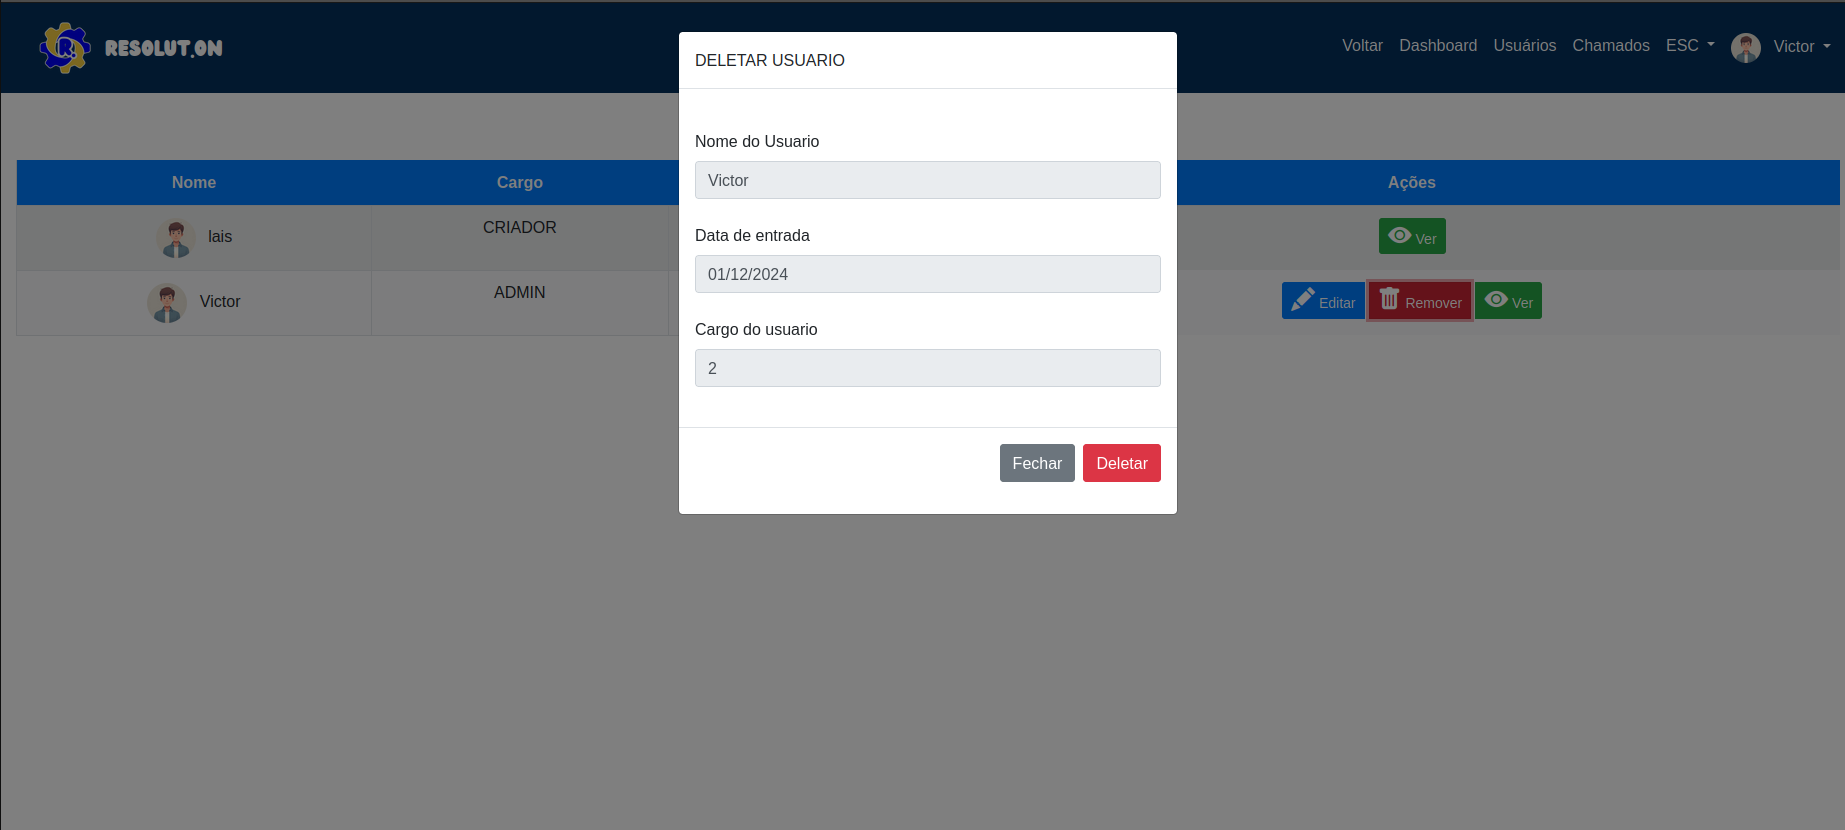 RESOLUT.ON
Voltar Dashboard Usuários Chamados ESC Victor
DELETAR USUARIO
Nome do Usuario
Victor
Data de entrada
01/12/2024
Cargo do usuario
2
Fechar Deletar
Nome Cargo Ações
lais CRIADOR Ver
Victor ADMIN Editar Remover Ver